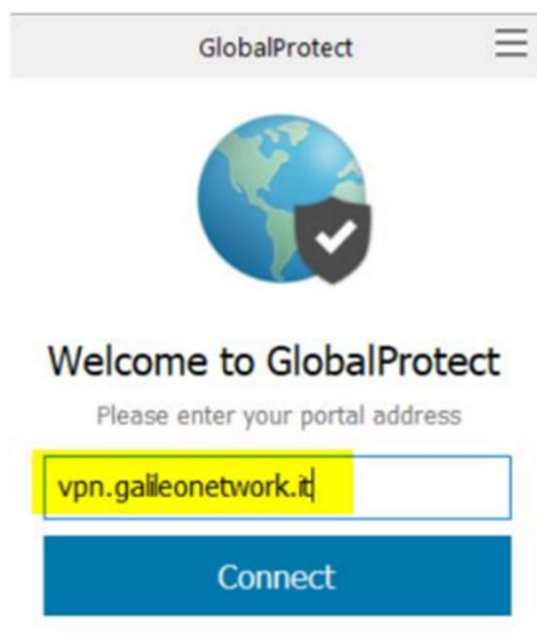 GlobalProtect
Welcome to GlobalProtect
Please enter your portal address
vpn.galileonetwork.it
Connect